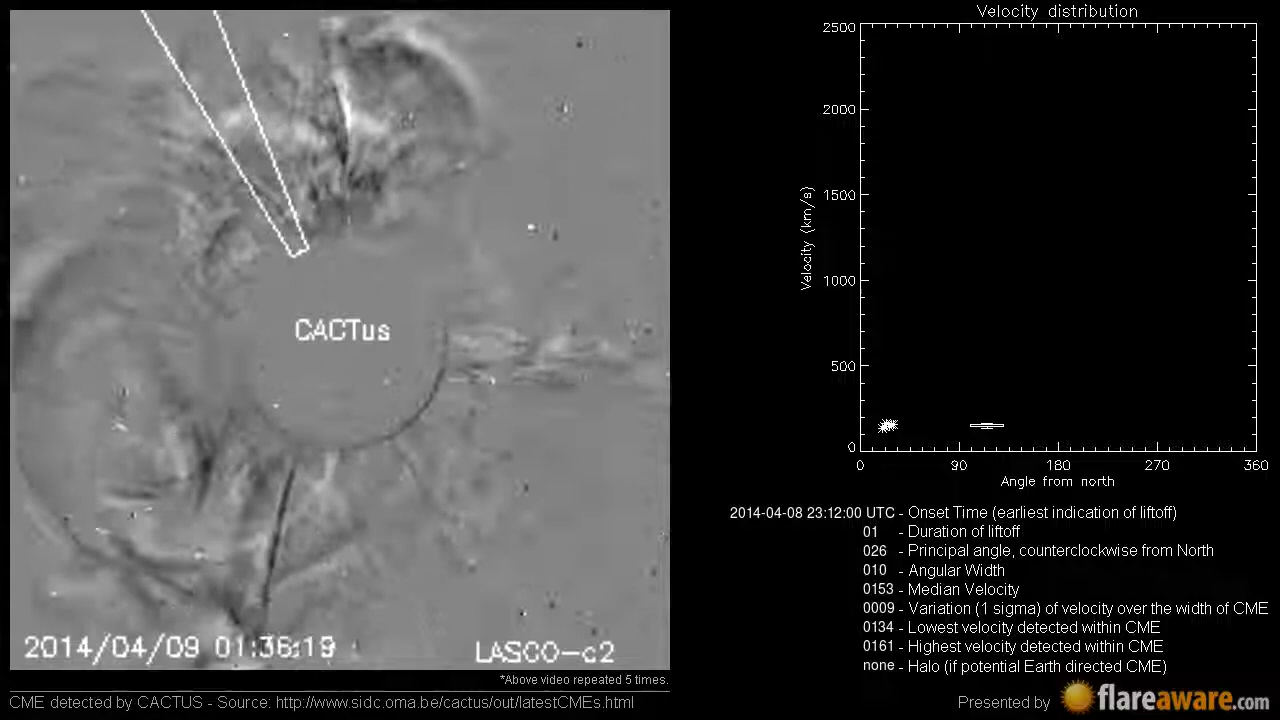 CACTus
2014/04/09 01:36:19 LASCO-c2
*Above video repeated 5 times.
CME detected by CACTUS - Source: http://www.sidc.oma.be/cactus/out/latestCMEs.html
Velocity distribution
Velocity (km/s)
2500
2000
1500
1000
500
0
0 90 180 270 360
Angle from north
2014-04-08 23:12:00 UTC - Onset Time (earliest indication of liftoff)
01 - Duration of liftoff
026 - Principal angle, counterclockwise from North
010 - Angular Width
0153 - Median Velocity
0009 - Variation (1 sigma) of velocity over the width of CME
0134 - Lowest velocity detected within CME
0161 - Highest velocity detected within CME
none - Halo (if potential Earth directed CME)
Presented by flareaware.com